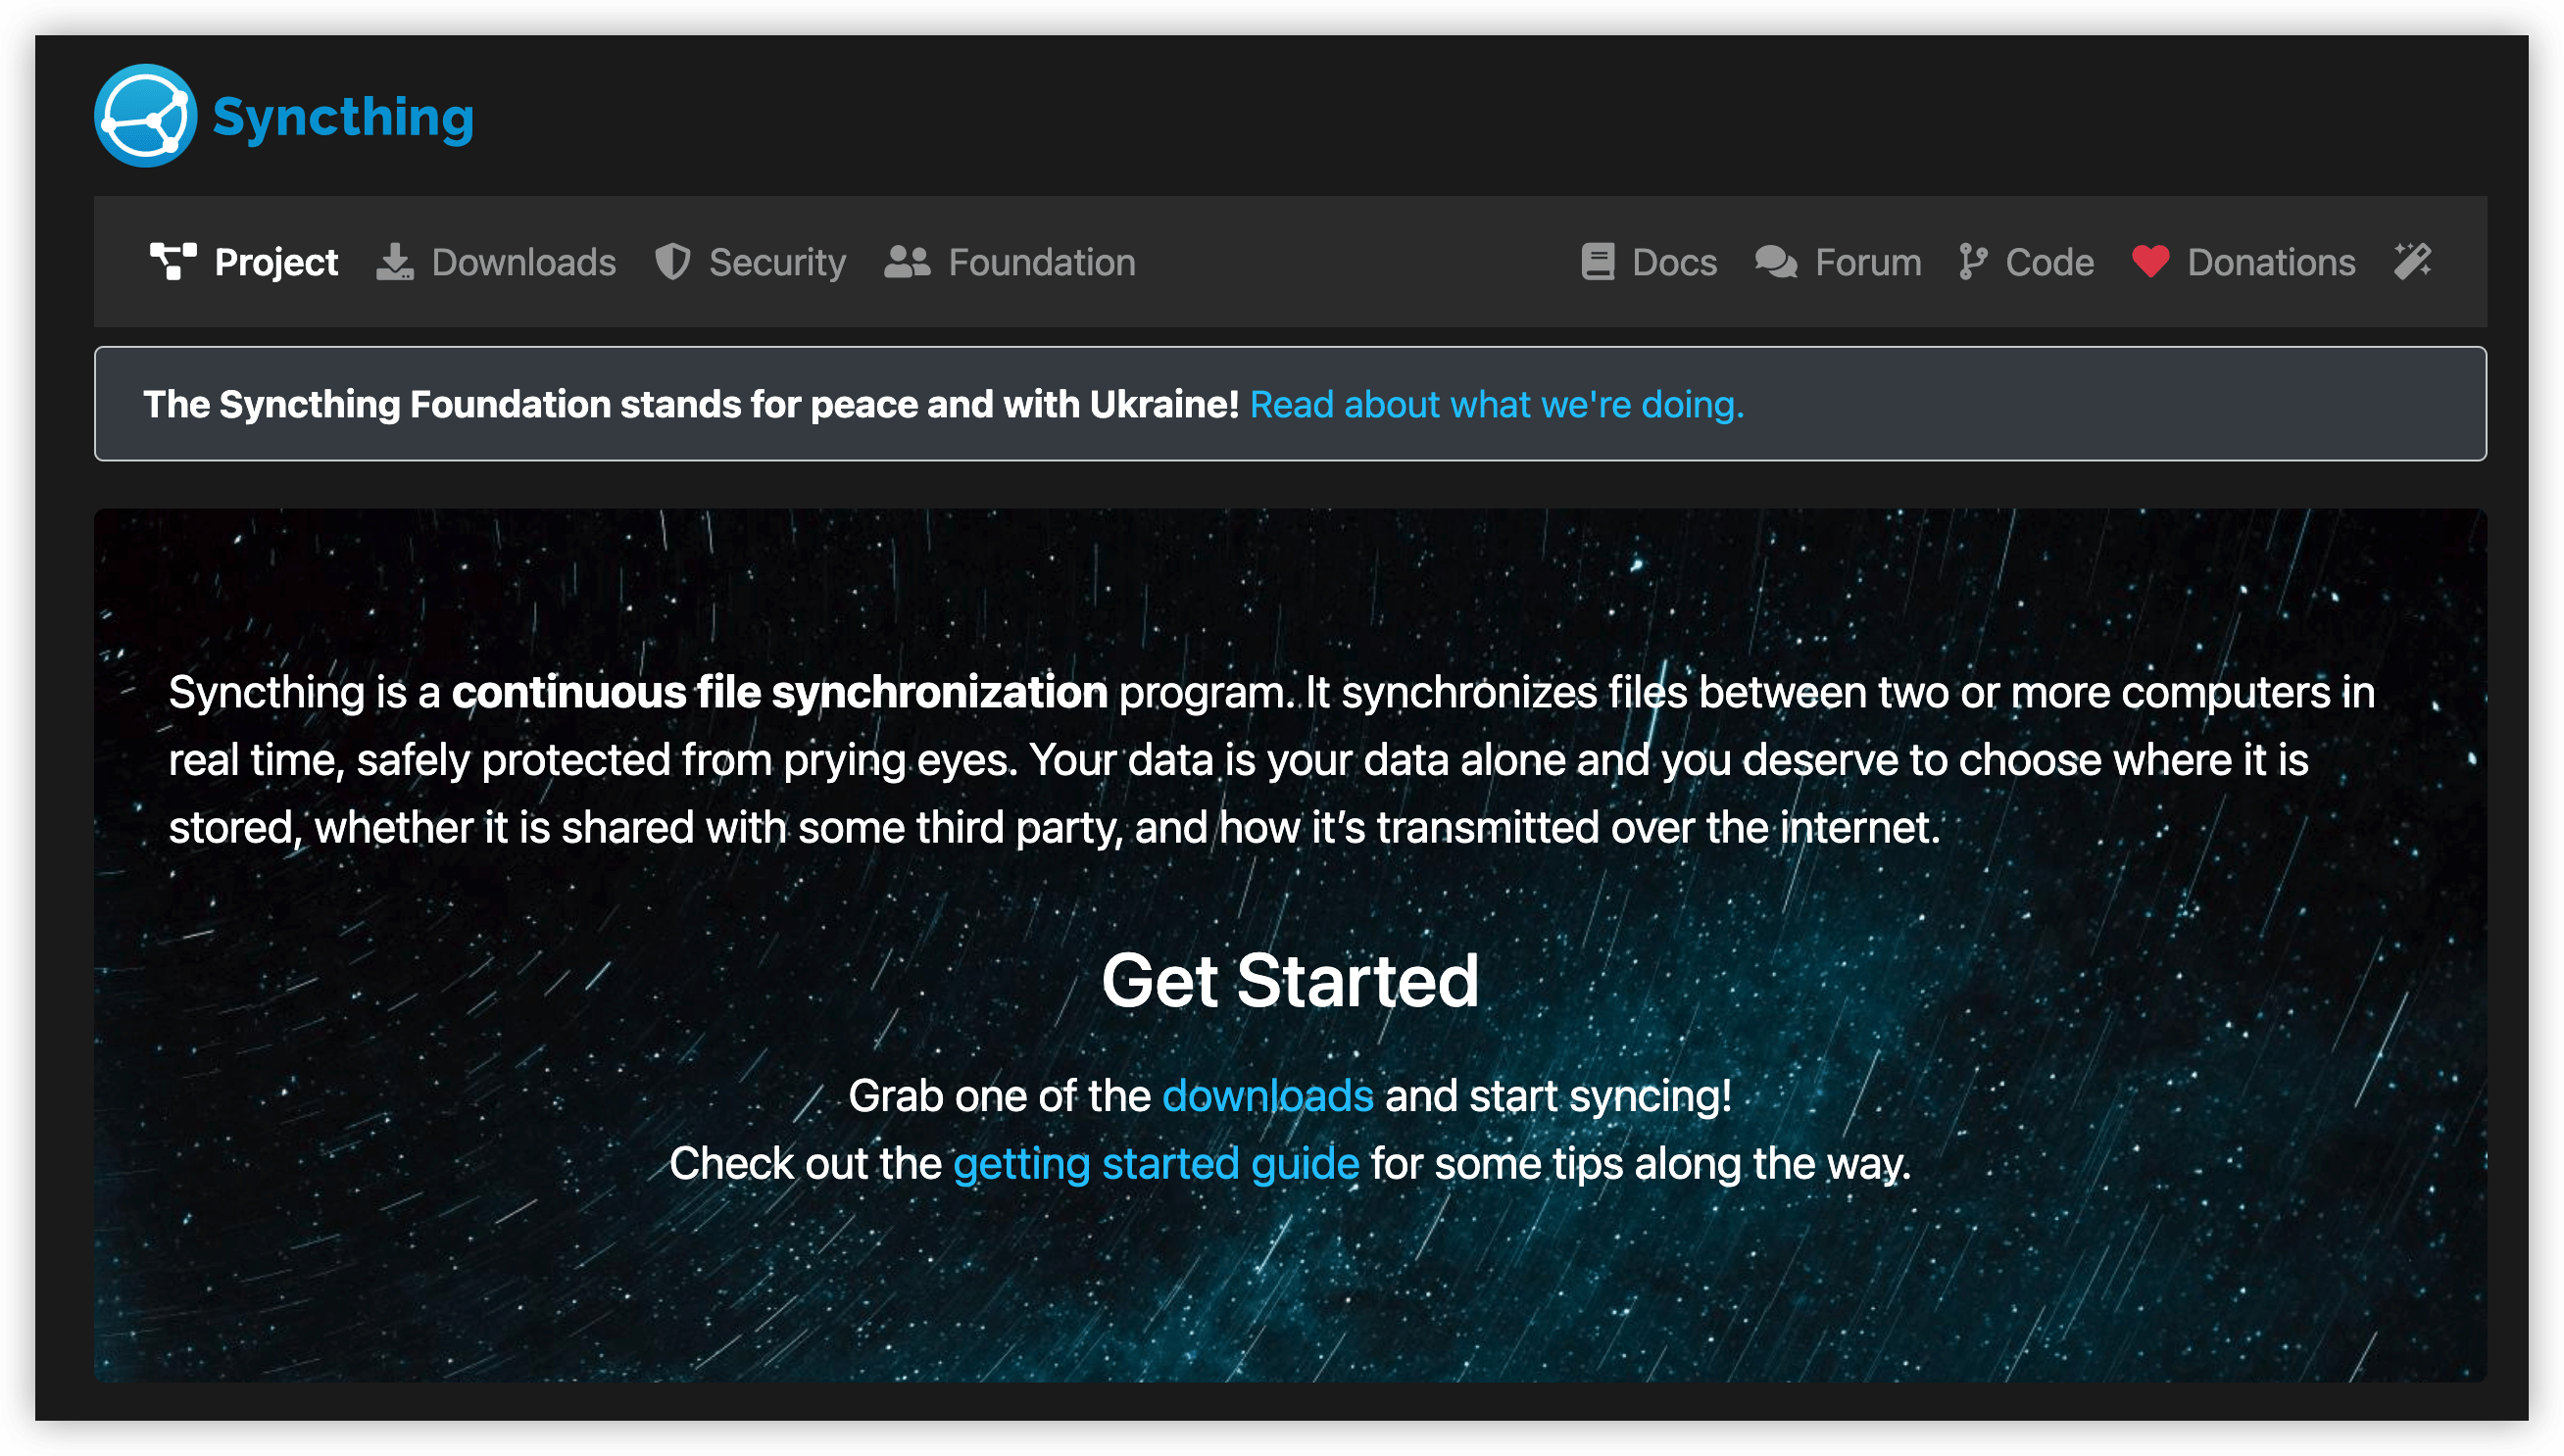 Syncthing
Project Downloads Security Foundation Docs Forum Code Donations
The Syncthing Foundation stands for peace and with Ukraine! Read about what we're doing.
Syncthing is a continuous file synchronization program. It synchronizes files between two or more computers in
real time, safely protected from prying eyes. Your data is your data alone and you deserve to choose where it is
stored, whether it is shared with some third party, and how it’s transmitted over the internet.
Get Started
Grab one of the downloads and start syncing!
Check out the getting started guide for some tips along the way.